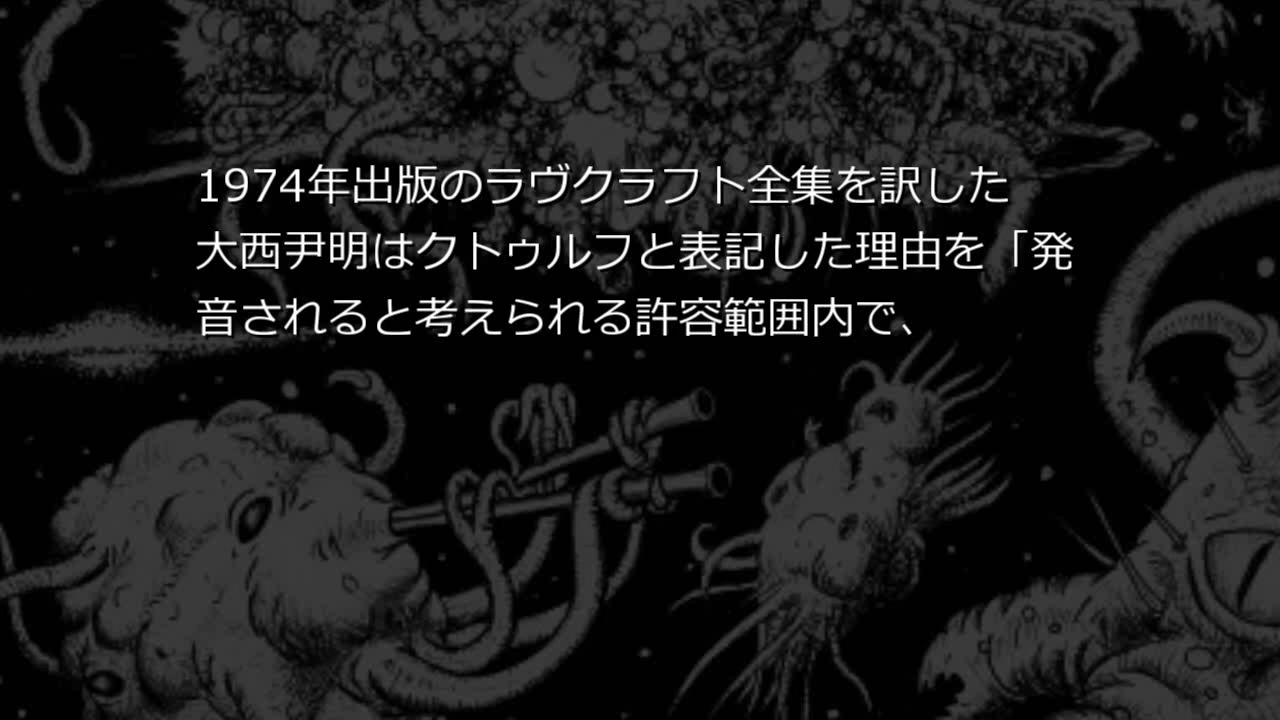 1974年出版のラヴクラフト全集を訳した
大西尹明はクトゥルフと表記した理由を「発
音されると考えられる許容範囲内で、